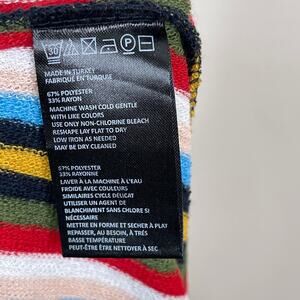 30
P
MADE IN TURKEY
FABRIQUÉ EN TURQUIE
67% POLYESTER
33% RAYON
MACHINE WASH COLD GENTLE
WITH LIKE COLORS
USE ONLY NON-CHLORINE BLEACH
RESHAPE LAY FLAT TO DRY
LOW IRON AS NEEDED
MAY BE DRY CLEANED
67% POLYESTER
33% RAYONNE
LAVER À LA MACHINE À L'EAU
FROIDE AVEC COULEURS
SIMILAIRES CYCLE DÉLICAT
UTILISER UN AGENT DE
BLANCHIMENT SANS CHLORE SI
NÉCESSAIRE
METTRE EN FORME ET SÉCHER À PLAT
REPASSER, AU BESOIN, À TRÈS
BASSE TEMPÉRATURE
PEUT-ÊTRE ÊTRE NETTOYER À SEC